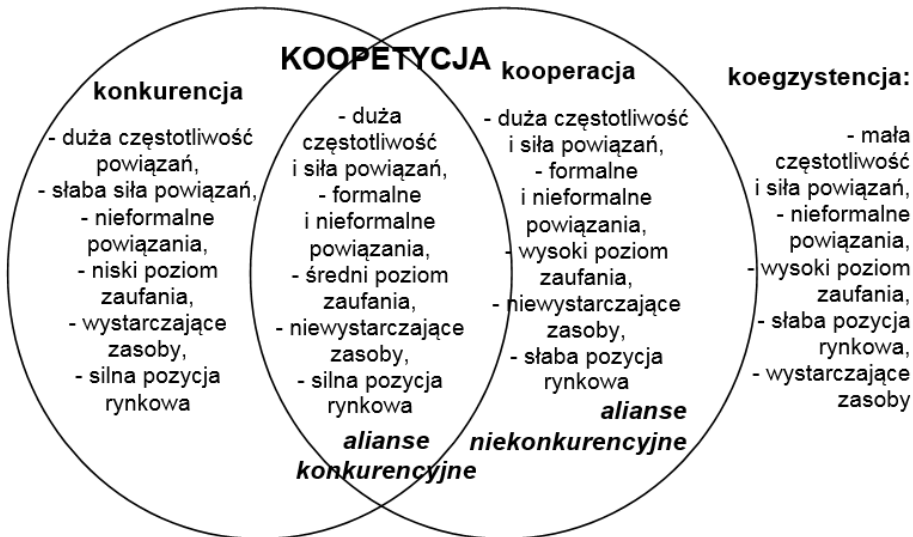 KOOPETYCJA
konkurencja
- duża częstotliwość
powiązań,
- słaba siła powiązań,
- nieformalne
powiązania,
- niski poziom
zaufania,
- wystarczające
zasoby,
- silna pozycja
rynkowa
- duża
częstotliwość
i siła powiązań,
- formalne
i nieformalne
powiązania,
- średni poziom
zaufania,
- niewystarczające
zasoby,
- silna pozycja
rynkowa
alianse
konkurencyjne
kooperacja
- duża częstotliwość
i siła powiązań,
- formalne
i nieformalne
powiązania,
- wysoki poziom
zaufania,
- niewystarczające
zasoby,
- słaba pozycja
rynkowa
alianse
niekonkurencyjne
koegzystencja:
- mała
częstotliwość
i siła powiązań,
- nieformalne
powiązania,
- wysoki poziom
zaufania,
- słaba pozycja
rynkowa,
- wystarczające
zasoby